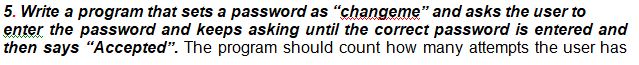 5. Write a program that sets a password as “changeme” and asks the user to
enter the password and keeps asking until the correct password is entered and
then says “Accepted”. The program should count how many attempts the user has